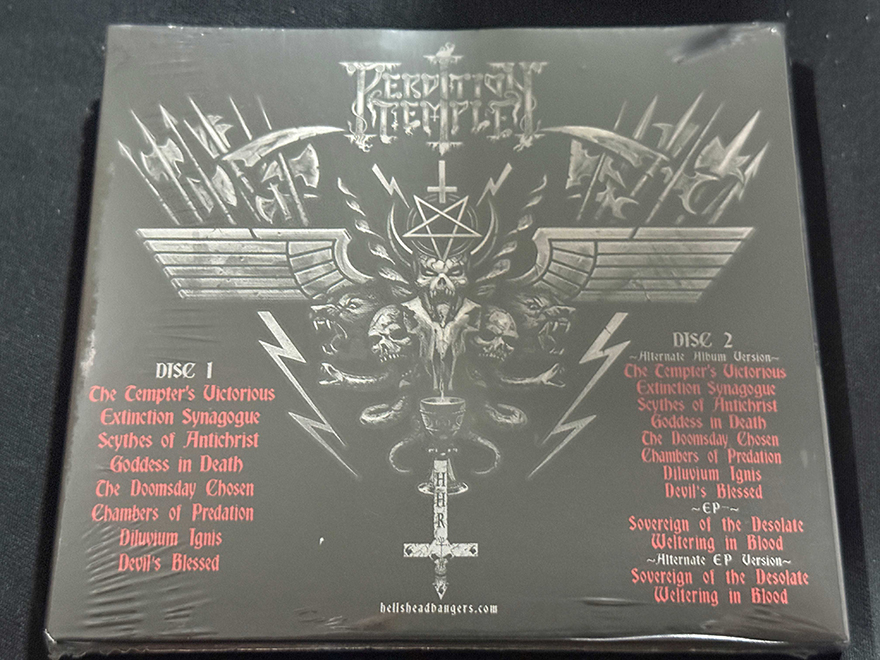 PERDITION
TEMPLE
DISC 1
The Tempter's Victorious
Extinction Synagogue
Scythes of Antichrist
Goddess in Death
The Doomsday Chosen
Chambers of Predation
Diluvium Ignis
Devil's Blessed
DISC 2
~Alternate Album Version~
The Tempter's Victorious
Extinction Synagogue
Scythes of Antichrist
Goddess in Death
The Doomsday Chosen
Chambers of Predation
Diluvium Ignis
Devil's Blessed
~EP~
Sovereign of the Desolate
Weltering in Blood
~Alternate EP Version~
Sovereign of the Desolate
Weltering in Blood
H
H
R
hellsheadbangers.com